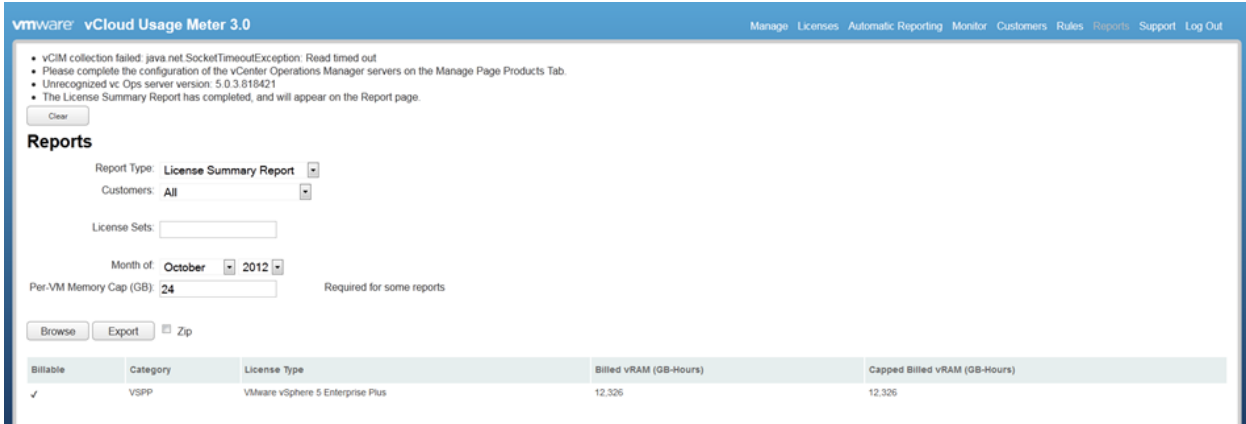 vmware vCloud Usage Meter 3.0
Manage Licenses Automatic Reporting Monitor Customers Rules Reports Support Log Out
• vCIM collection failed: java.net.SocketTimeoutException: Read timed out
• Please complete the configuration of the vCenter Operations Manager servers on the Manage Page Products Tab.
• Unrecognized vc Ops server version: 5.0.3.818421
• The License Summary Report has completed, and will appear on the Report page.
Clear
Reports
Report Type: License Summary Report
Customers: All
License Sets:
Month of: October 2012
Per-VM Memory Cap (GB): 24 Required for some reports
Browse Export Zip
Billable Category License Type Billed vRAM (GB-Hours) Capped Billed vRAM (GB-Hours)
✓ VSPP VMware vSphere 5 Enterprise Plus 12,326 12,326